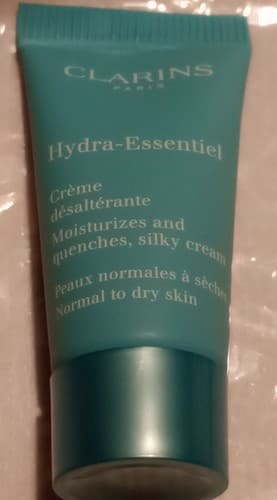 CLARINS
PARIS
Hydra-Essentiel
Crème
désaltérante
Moisturizes and
quenches, silky cream
Peaux normales à sèches
Normal to dry skin